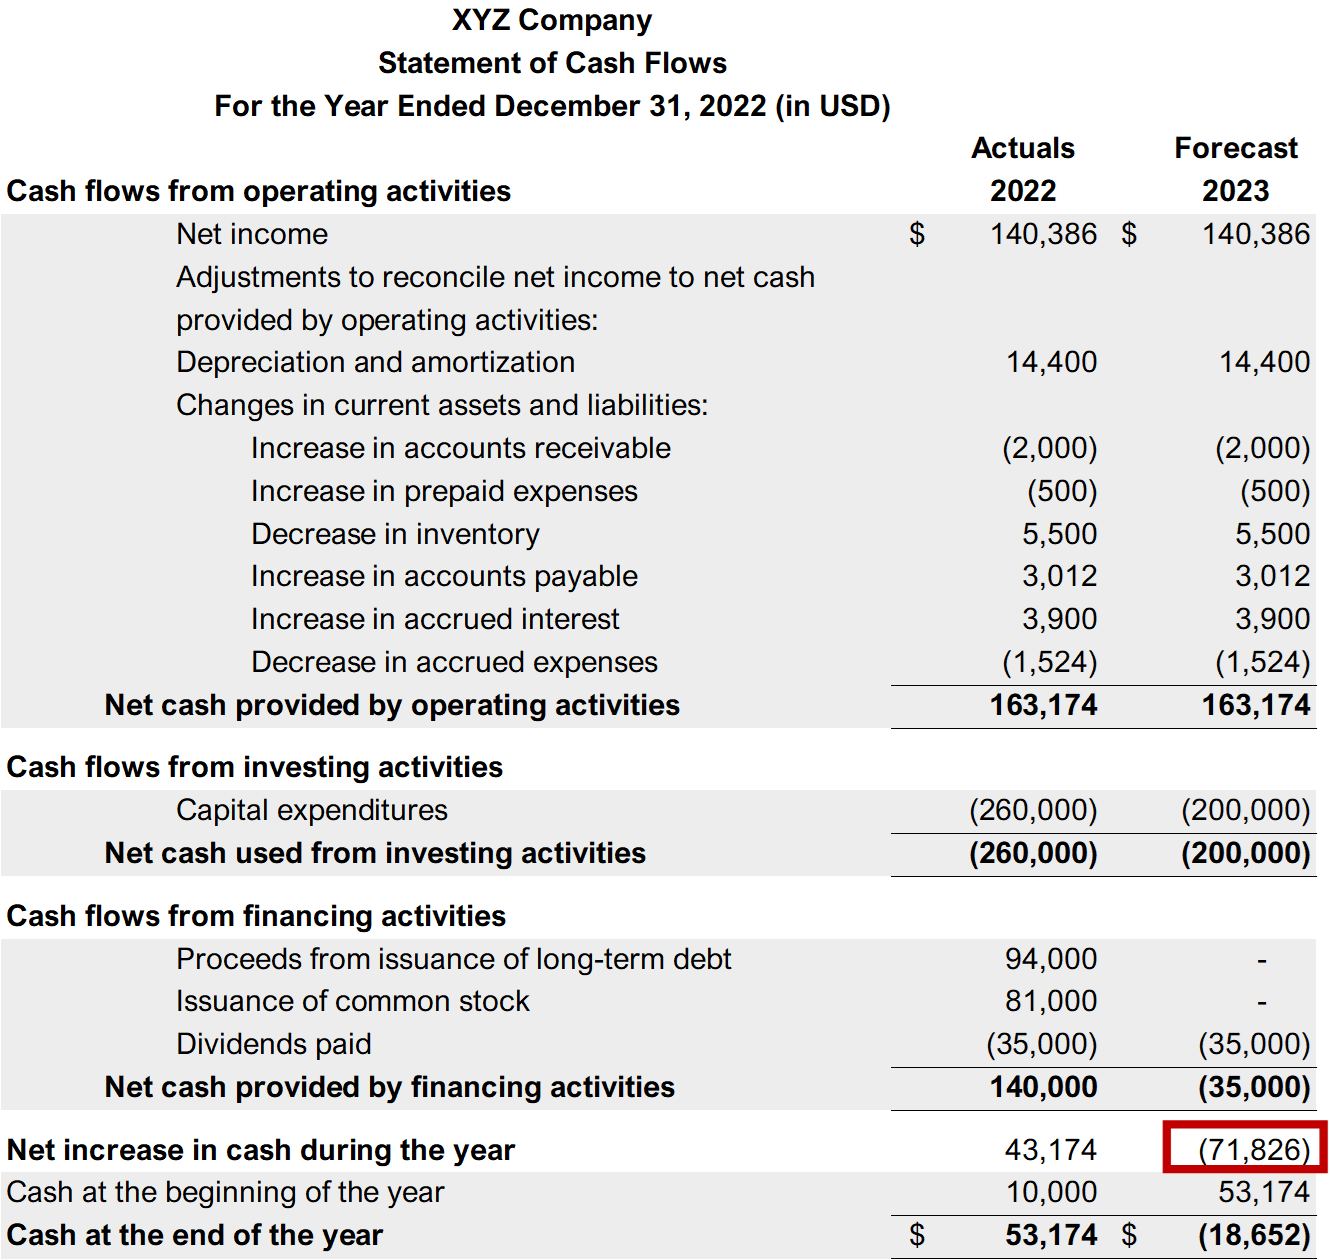 XYZ Company
Statement of Cash Flows
For the Year Ended December 31, 2022 (in USD)
Actuals Forecast
Cash flows from operating activities 2022 2023
Net income $ 140,386 $ 140,386
Adjustments to reconcile net income to net cash
provided by operating activities:
Depreciation and amortization 14,400 14,400
Changes in current assets and liabilities:
Increase in accounts receivable (2,000) (2,000)
Increase in prepaid expenses (500) (500)
Decrease in inventory 5,500 5,500
Increase in accounts payable 3,012 3,012
Increase in accrued interest 3,900 3,900
Decrease in accrued expenses (1,524) (1,524)
Net cash provided by operating activities 163,174 163,174
Cash flows from investing activities
Capital expenditures (260,000) (200,000)
Net cash used from investing activities (260,000) (200,000)
Cash flows from financing activities
Proceeds from issuance of long-term debt 94,000 -
Issuance of common stock 81,000 -
Dividends paid (35,000) (35,000)
Net cash provided by financing activities 140,000 (35,000)
Net increase in cash during the year 43,174 (71,826)
Cash at the beginning of the year 10,000 53,174
Cash at the end of the year $ 53,174 $ (18,652)